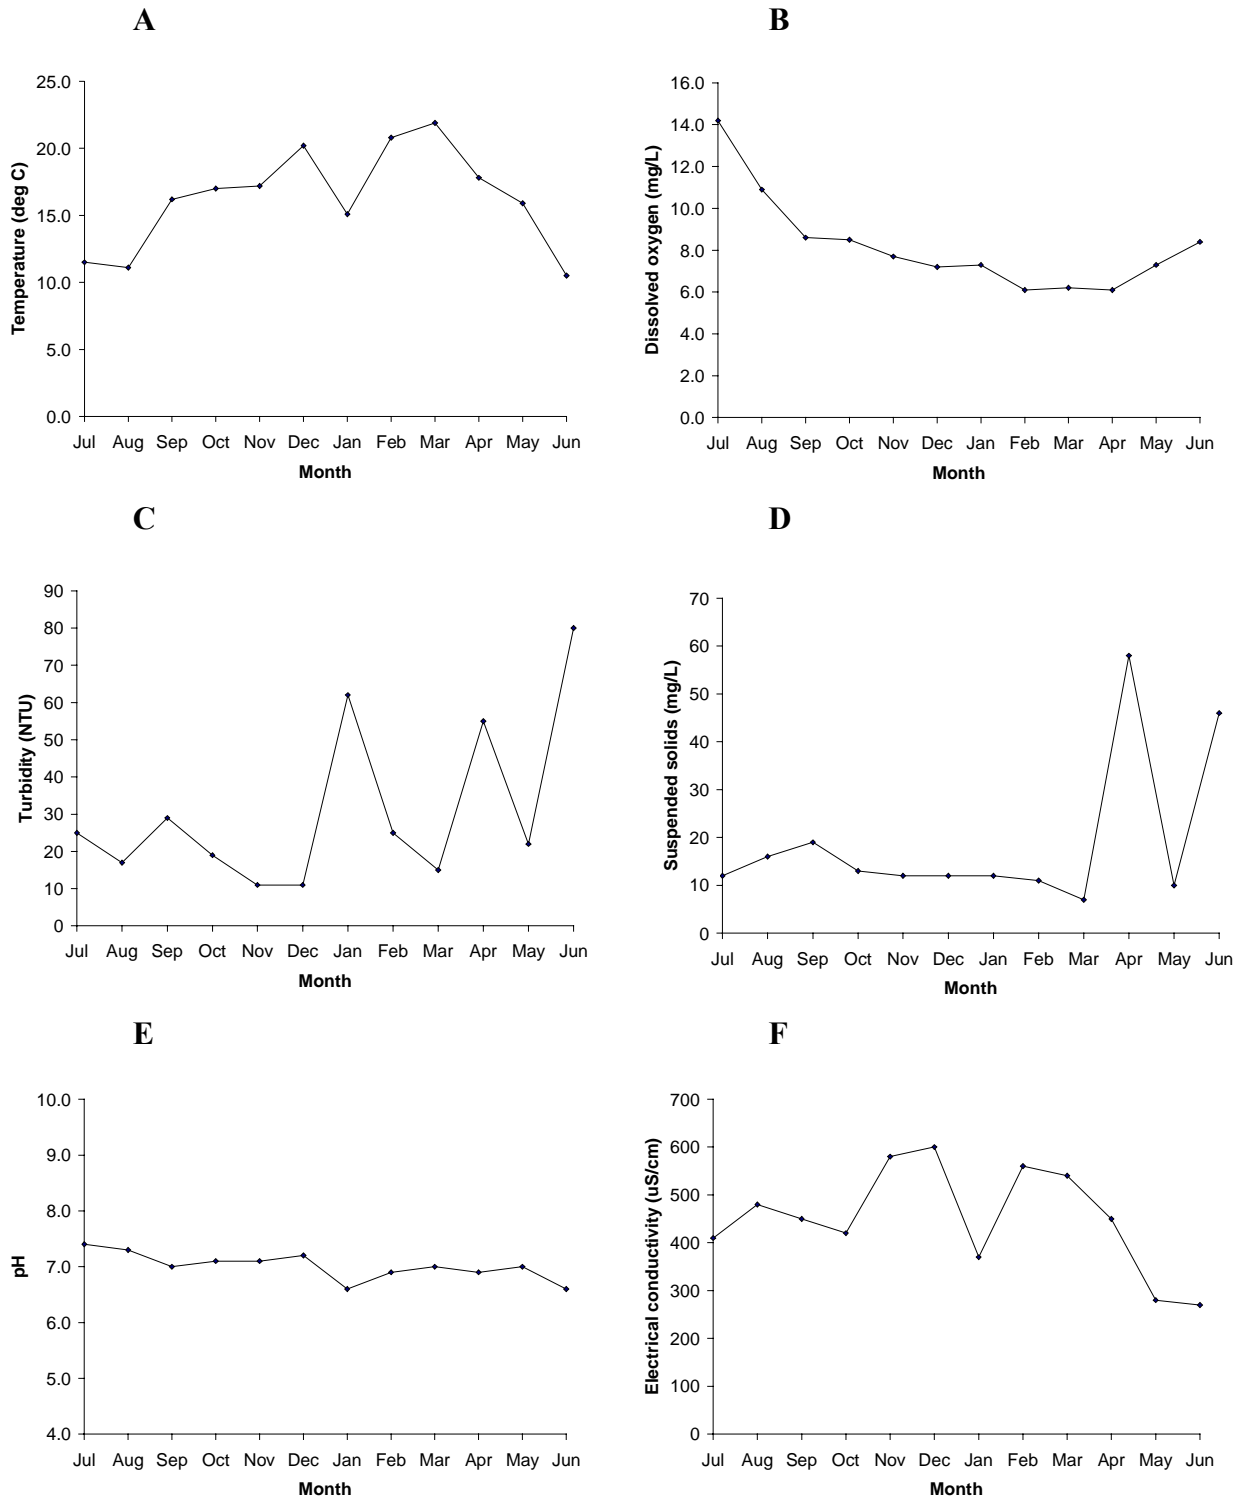 A
25.0
20.0
15.0
10.0
5.0
0.0
Temperature (deg C)
Jul Aug Sep Oct Nov Dec Jan Feb Mar Apr May Jun
Month
B
16.0
14.0
12.0
10.0
8.0
6.0
4.0
2.0
0.0
Dissolved oxygen (mg/L)
Jul Aug Sep Oct Nov Dec Jan Feb Mar Apr May Jun
Month
C
90
80
70
60
50
40
30
20
10
0
Turbidity (NTU)
Jul Aug Sep Oct Nov Dec Jan Feb Mar Apr May Jun
Month
D
70
60
50
40
30
20
10
0
Suspended solids (mg/L)
Jul Aug Sep Oct Nov Dec Jan Feb Mar Apr May Jun
Month
E
10.0
9.0
8.0
7.0
6.0
5.0
4.0
pH
Jul Aug Sep Oct Nov Dec Jan Feb Mar Apr May Jun
Month
F
700
600
500
400
300
200
100
0
Electrical conductivity (uS/cm)
Jul Aug Sep Oct Nov Dec Jan Feb Mar Apr May Jun
Month